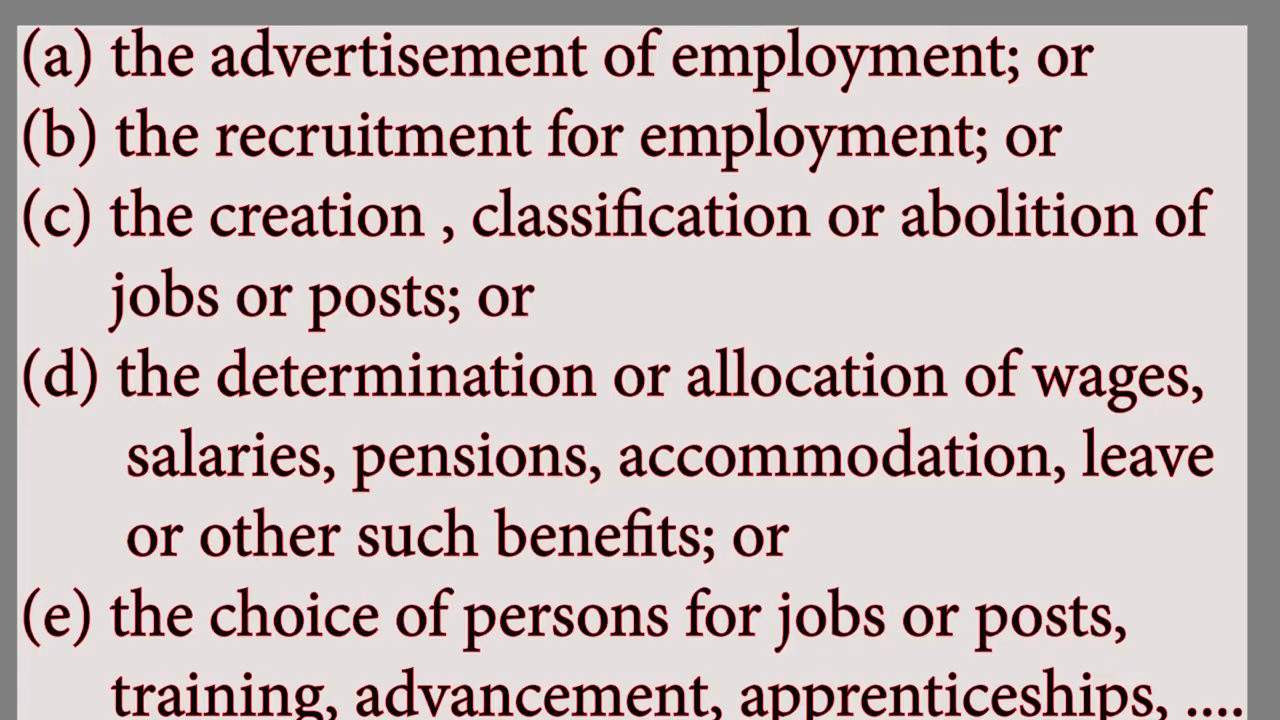 (a) the advertisement of employment; or
(b) the recruitment for employment; or
(c) the creation , classification or abolition of
jobs or posts; or
(d) the determination or allocation of wages,
salaries, pensions, accommodation, leave
or other such benefits; or
(e) the choice of persons for jobs or posts,
training, advancement, apprenticeships, ....